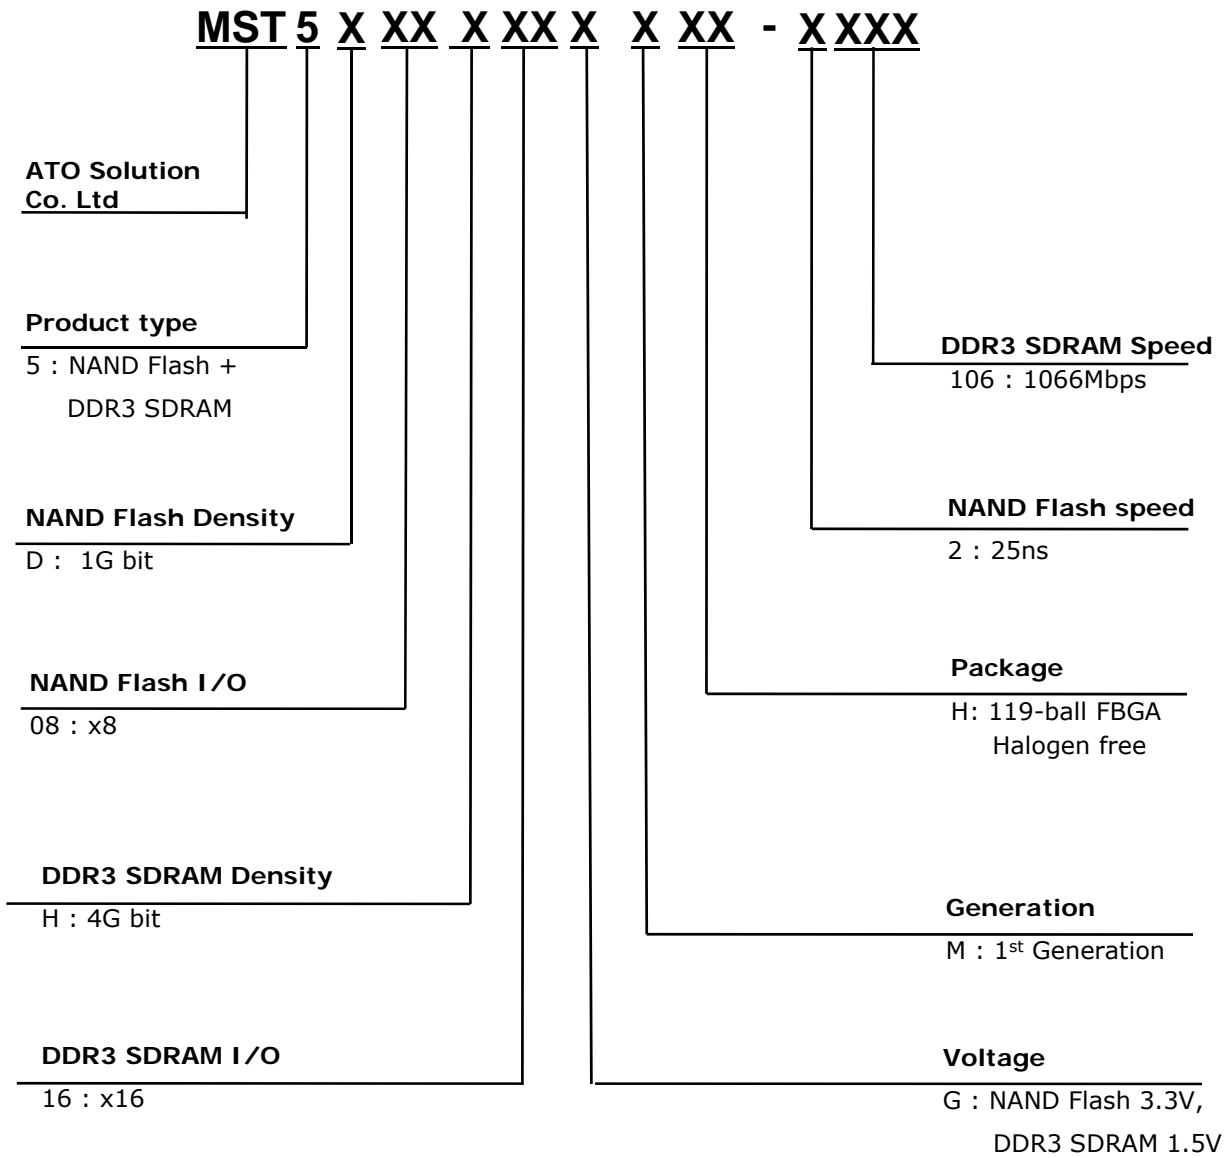 MST 5 X XX X XX X X XX - X XXX
ATO Solution
Co. Ltd
Product type
5 : NAND Flash +
DDR3 SDRAM
NAND Flash Density
D : 1G bit
NAND Flash I/O
08 : x8
DDR3 SDRAM Density
H : 4G bit
DDR3 SDRAM I/O
16 : x16
DDR3 SDRAM Speed
106 : 1066Mbps
NAND Flash speed
2 : 25ns
Package
H: 119-ball FBGA
Halogen free
Generation
M : 1st Generation
Voltage
G : NAND Flash 3.3V,
DDR3 SDRAM 1.5V